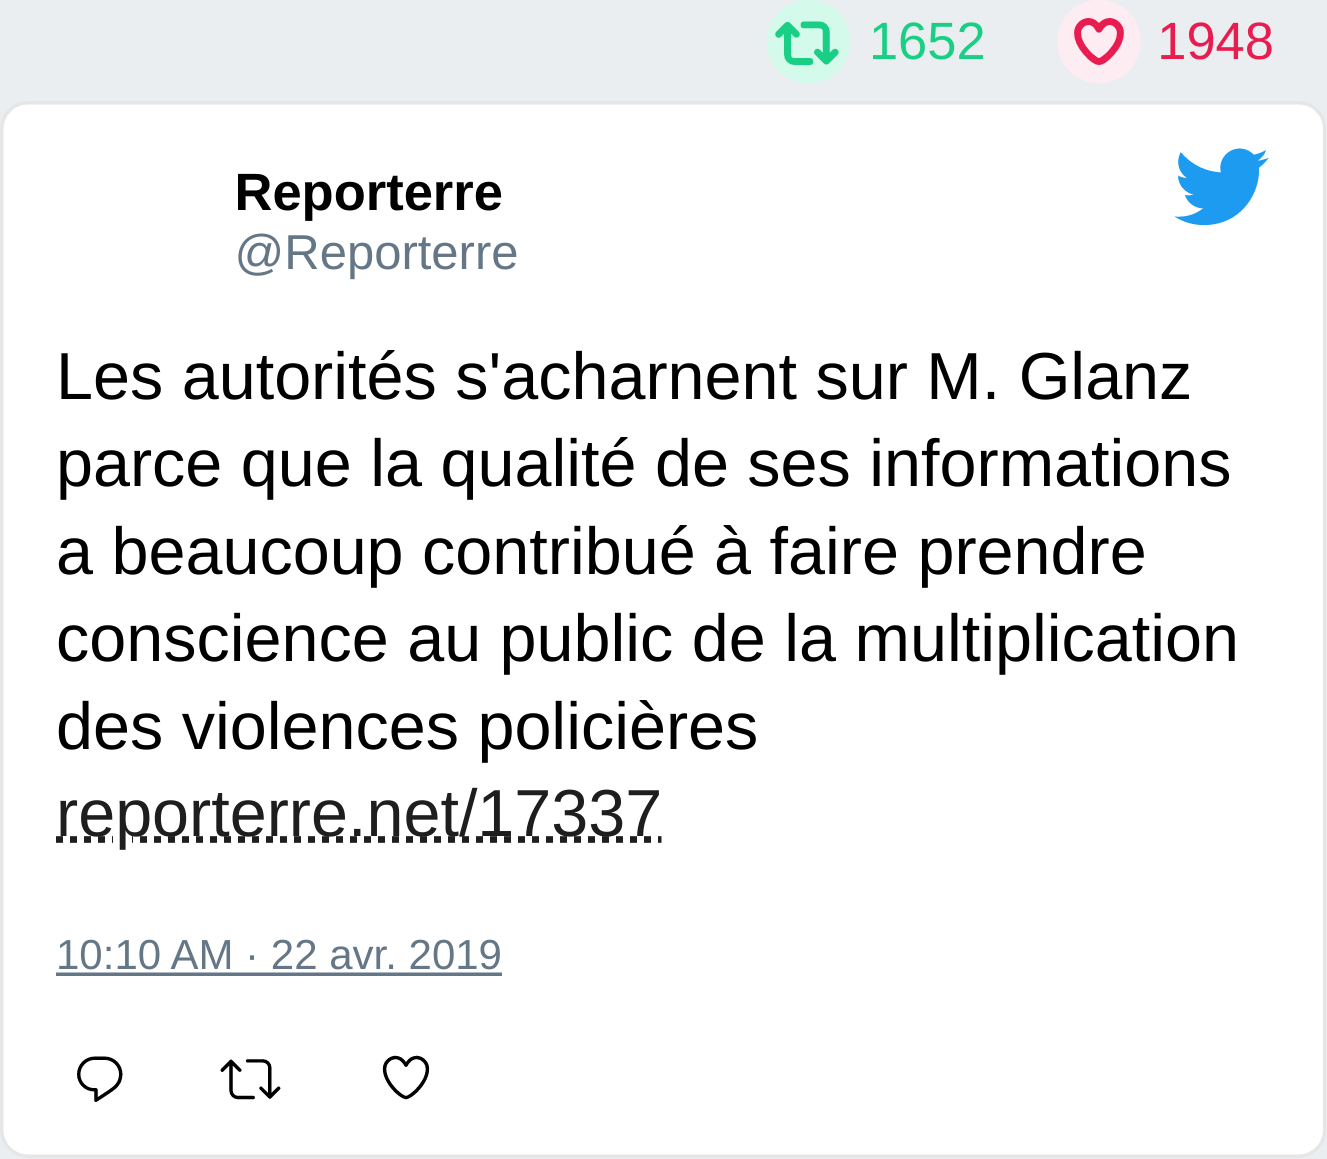 1652 1948
Reporterre
@Reporterre
Les autorités s'acharnent sur M. Glanz
parce que la qualité de ses informations
a beaucoup contribué à faire prendre
conscience au public de la multiplication
des violences policières
reporterre.net/17337
10:10 AM · 22 avr. 2019